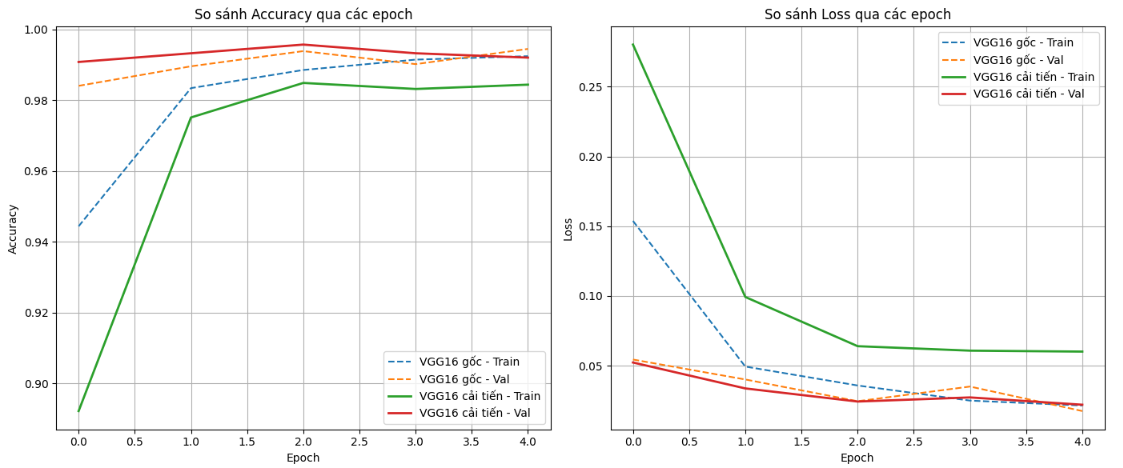 So sánh Accuracy qua các epoch
1.00
0.98
0.96
0.94
0.92
0.90
Accuracy
VGG16 gốc - Train
VGG16 gốc - Val
VGG16 cải tiến - Train
VGG16 cải tiến - Val
0.0 0.5 1.0 1.5 2.0 2.5 3.0 3.5 4.0
Epoch
So sánh Loss qua các epoch
VGG16 gốc - Train
VGG16 gốc - Val
VGG16 cải tiến - Train
VGG16 cải tiến - Val
0.25
0.20
0.15
0.10
0.05
Loss
0.0 0.5 1.0 1.5 2.0 2.5 3.0 3.5 4.0
Epoch